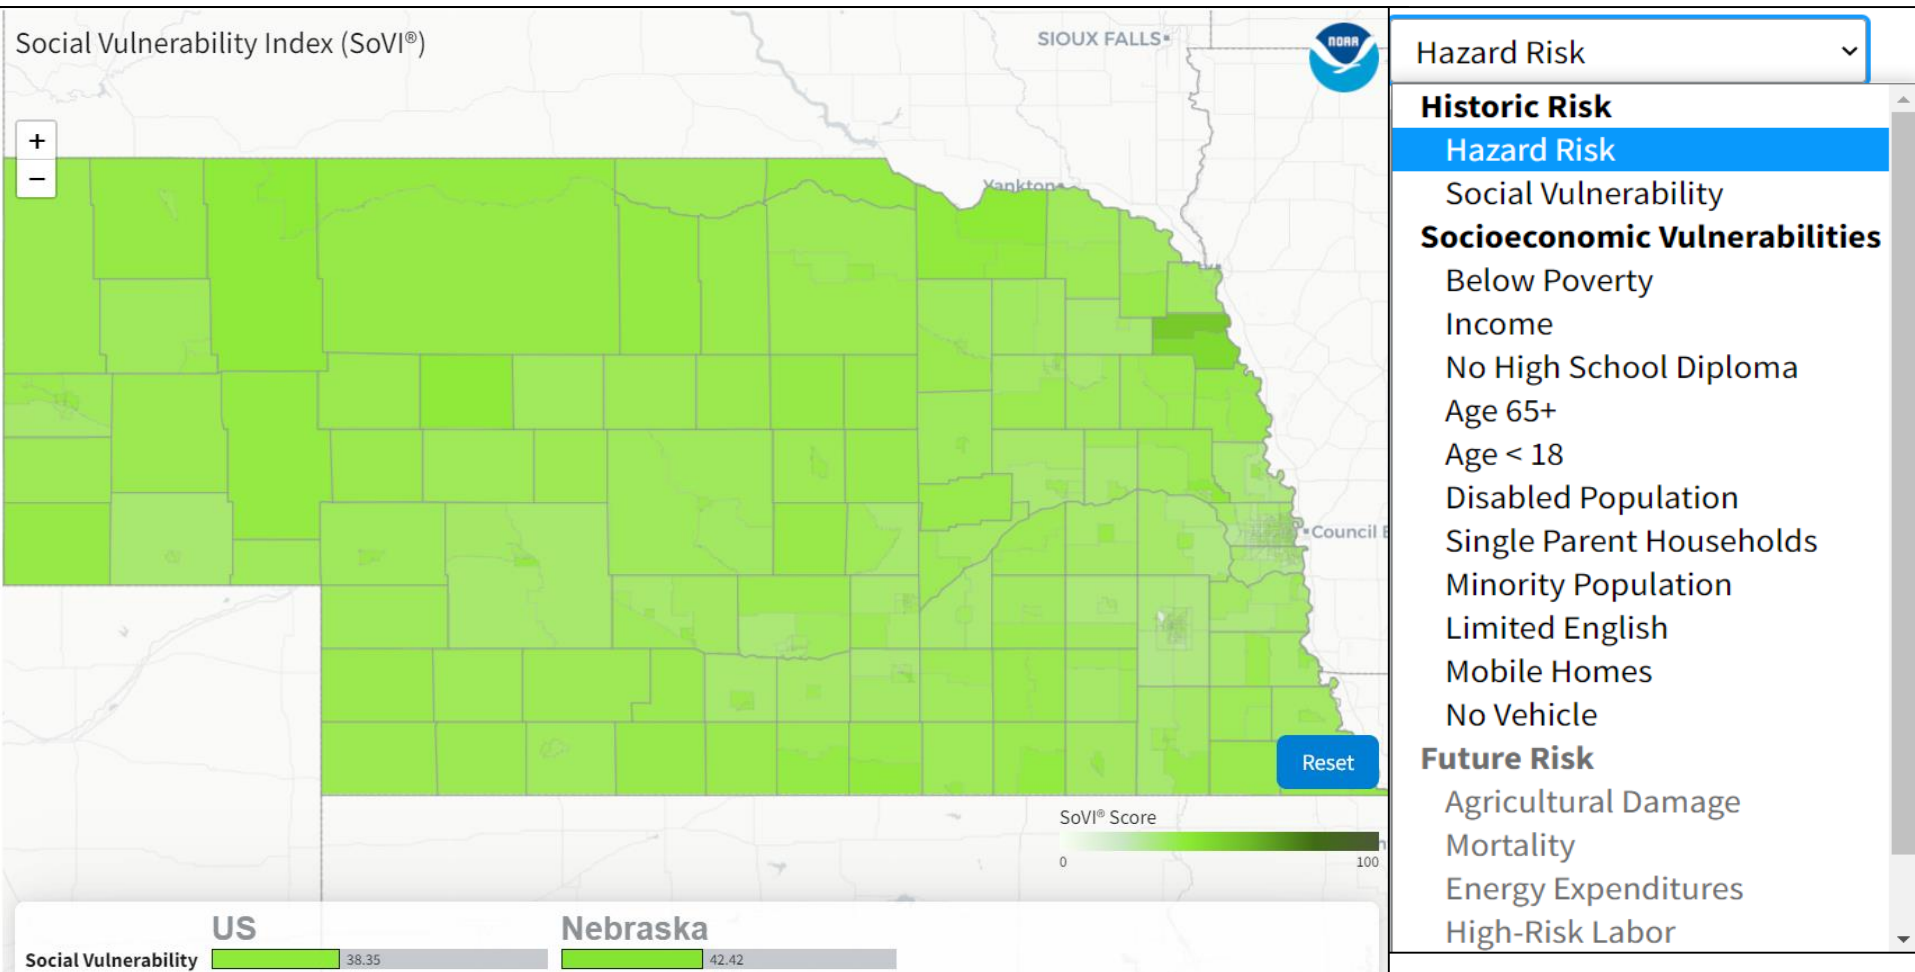 Social Vulnerability Index (SoVI®)
SIOUX FALLS
NOAA
+
−
Yankton
Council
Reset
SoVI® Score
0
100
US
Nebraska
Social Vulnerability
38.35
42.42
Hazard Risk
Historic Risk
Hazard Risk
Social Vulnerability
Socioeconomic Vulnerabilities
Below Poverty
Income
No High School Diploma
Age 65+
Age < 18
Disabled Population
Single Parent Households
Minority Population
Limited English
Mobile Homes
No Vehicle
Future Risk
Agricultural Damage
Mortality
Energy Expenditures
High-Risk Labor